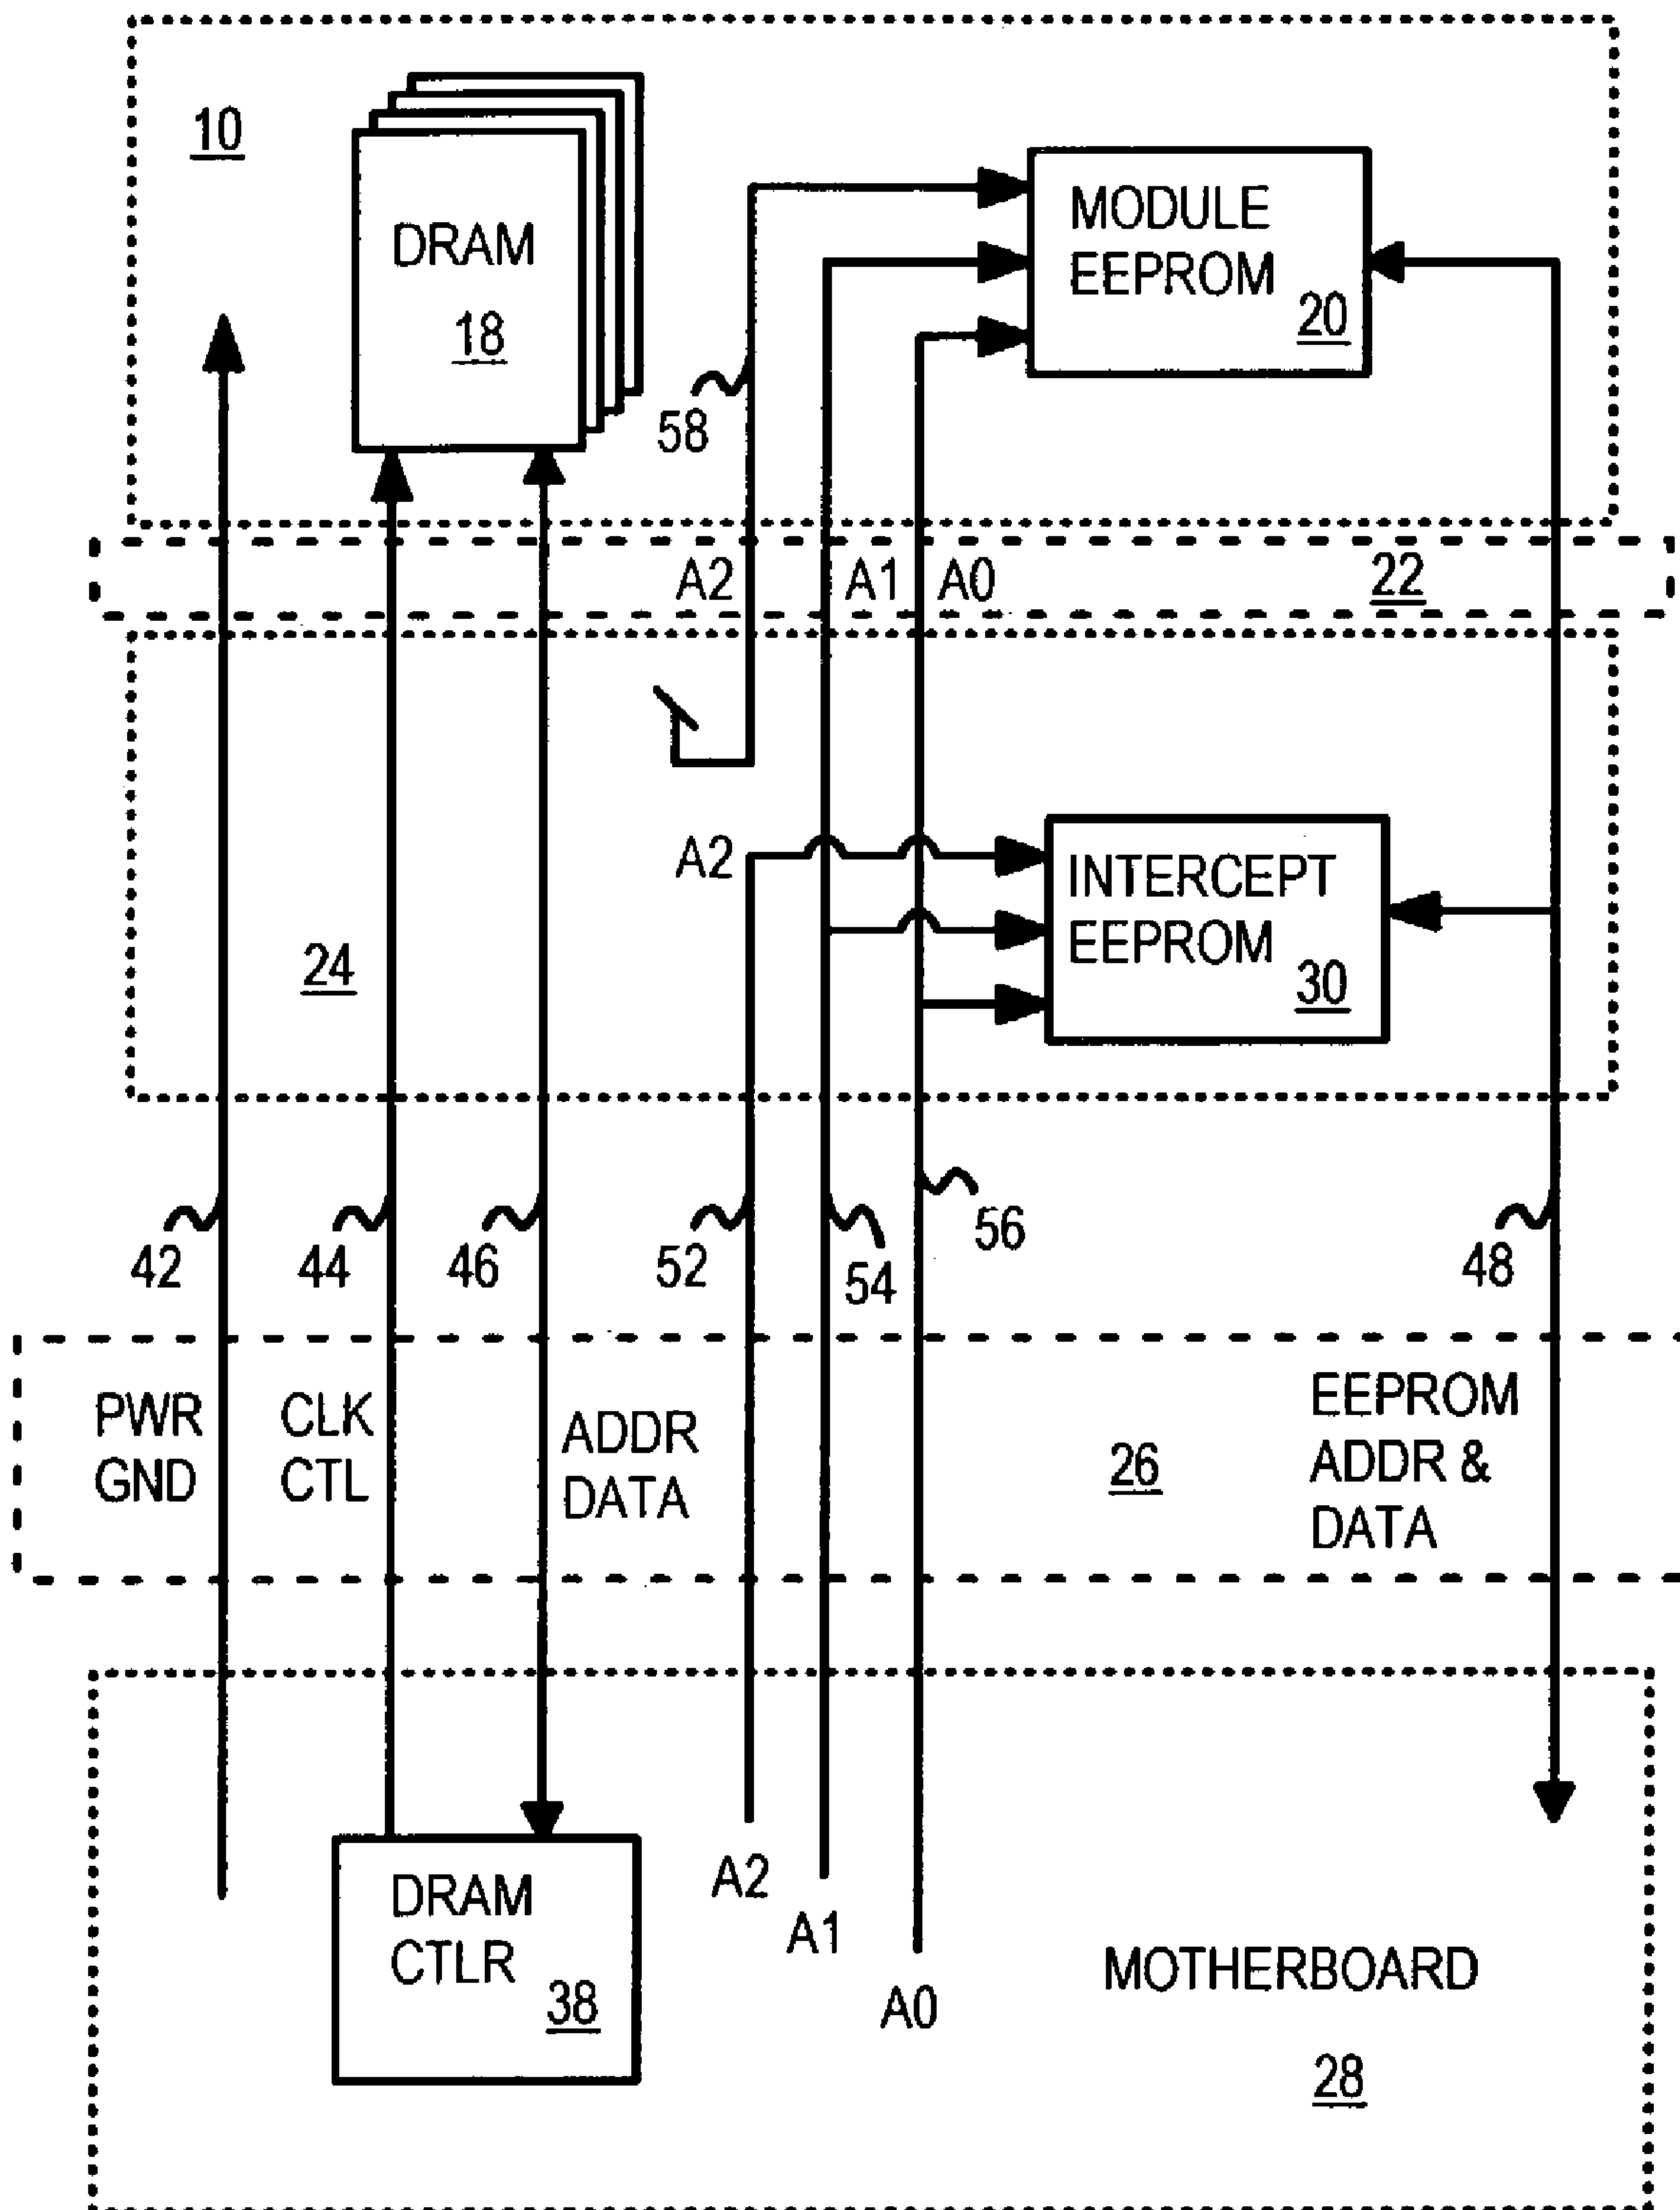 10
DRAM
18
MODULE
EEPROM
20
58
A2
A1
A0
22
A2
INTERCEPT
EEPROM
30
24
42
44
46
52
54
56
48
PWR
GND
CLK
CTL
ADDR
DATA
26
EEPROM
ADDR &
DATA
DRAM
CTLR
38
A2
A1
A0
MOTHERBOARD
28